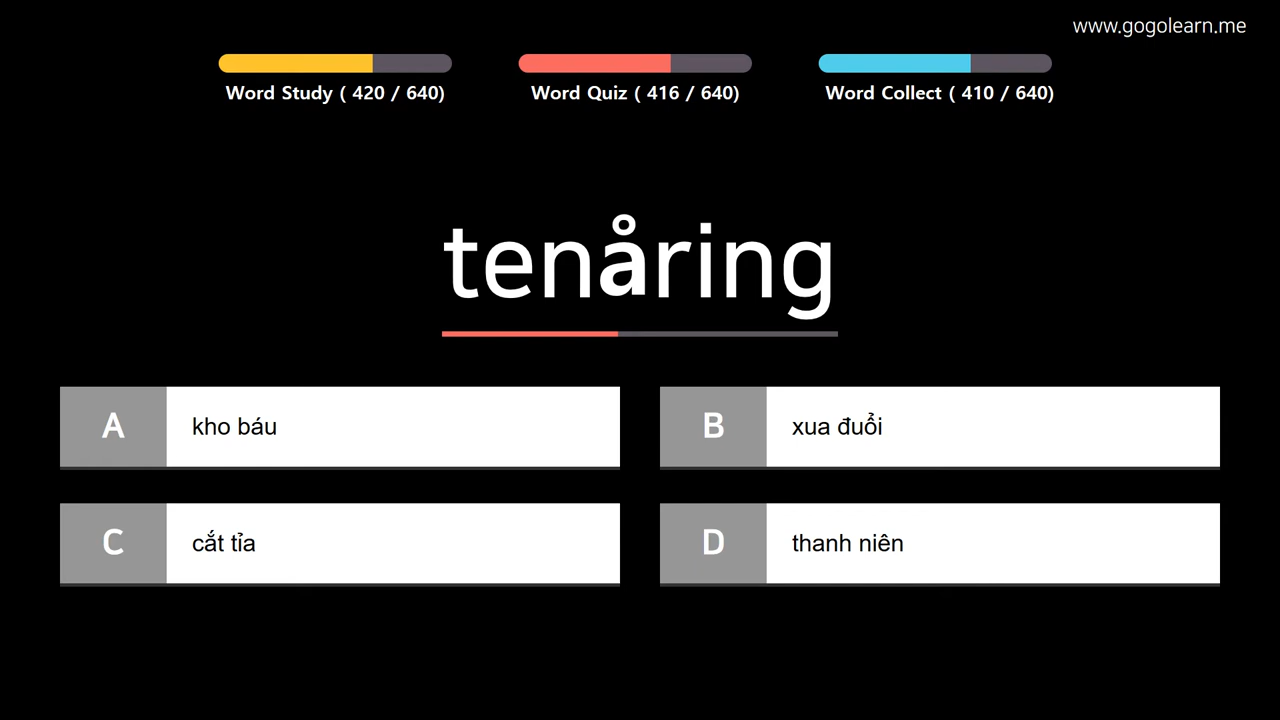 www.gogolearn.me
Word Study ( 420 / 640)
Word Quiz ( 416 / 640)
Word Collect ( 410 / 640)
tenåring
A kho báu
B xua đuổi
C cắt tỉa
D thanh niên